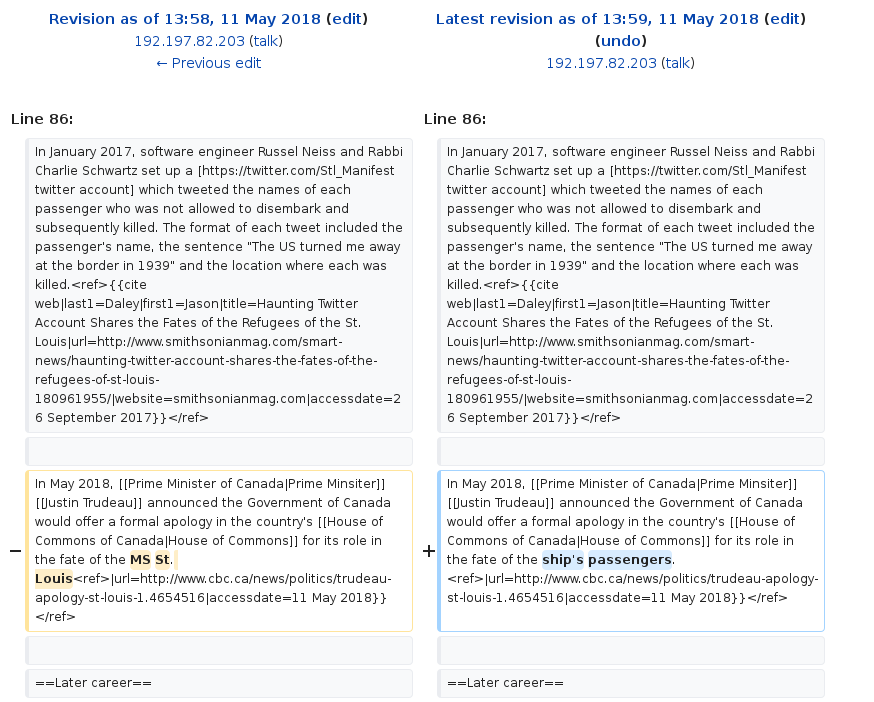 Revision as of 13:58, 11 May 2018 (edit)
192.197.82.203 (talk)
← Previous edit
Latest revision as of 13:59, 11 May 2018 (edit)
(undo)
192.197.82.203 (talk)
Line 86:
In January 2017, software engineer Russel Neiss and Rabbi
Charlie Schwartz set up a [https://twitter.com/Stl_Manifest
twitter account] which tweeted the names of each
passenger who was not allowed to disembark and
subsequently killed. The format of each tweet included the
passenger's name, the sentence "The US turned me away
at the border in 1939" and the location where each was
killed.<ref>{{cite
web|last1=Daley|first1=Jason|title=Haunting Twitter
Account Shares the Fates of the Refugees of the St.
Louis|url=http://www.smithsonianmag.com/smart-
news/haunting-twitter-account-shares-the-fates-of-the-
refugees-of-st-louis-
180961955/|website=smithsonianmag.com|accessdate=2
6 September 2017}}</ref>
Line 86:
In January 2017, software engineer Russel Neiss and Rabbi
Charlie Schwartz set up a [https://twitter.com/Stl_Manifest
twitter account] which tweeted the names of each
passenger who was not allowed to disembark and
subsequently killed. The format of each tweet included the
passenger's name, the sentence "The US turned me away
at the border in 1939" and the location where each was
killed.<ref>{{cite
web|last1=Daley|first1=Jason|title=Haunting Twitter
Account Shares the Fates of the Refugees of the St.
Louis|url=http://www.smithsonianmag.com/smart-
news/haunting-twitter-account-shares-the-fates-of-the-
refugees-of-st-louis-
180961955/|website=smithsonianmag.com|accessdate=2
6 September 2017}}</ref>
−
In May 2018, [[Prime Minister of Canada|Prime Minsiter]]
[[Justin Trudeau]] announced the Government of Canada
would offer a formal apology in the country's [[House of
Commons of Canada|House of Commons]] for its role in
the fate of the MS St.
Louis<ref>|url=http://www.cbc.ca/news/politics/trudeau-
apology-st-louis-1.4654516|accessdate=11 May 2018}}
</ref>
+
In May 2018, [[Prime Minister of Canada|Prime Minsiter]]
[[Justin Trudeau]] announced the Government of Canada
would offer a formal apology in the country's [[House of
Commons of Canada|House of Commons]] for its role in
the fate of the ship's passengers.
<ref>|url=http://www.cbc.ca/news/politics/trudeau-apology-
st-louis-1.4654516|accessdate=11 May 2018}}</ref>
==Later career==
==Later career==